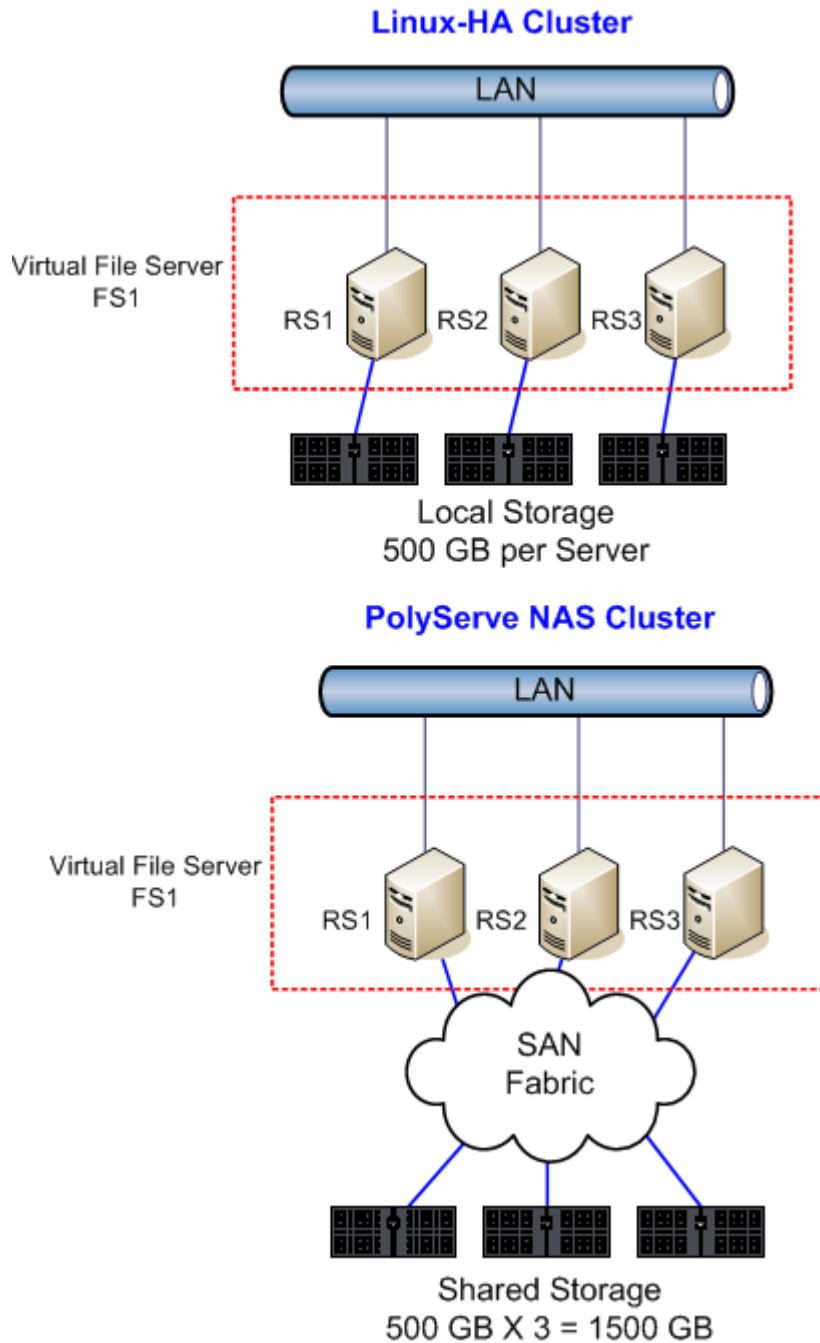 Linux-HA Cluster
LAN
Virtual File Server
FS1
RS1
RS2
RS3
Local Storage
500 GB per Server
PolyServe NAS Cluster
LAN
Virtual File Server
FS1
RS1
RS2
RS3
SAN
Fabric
Shared Storage
500 GB X 3 = 1500 GB